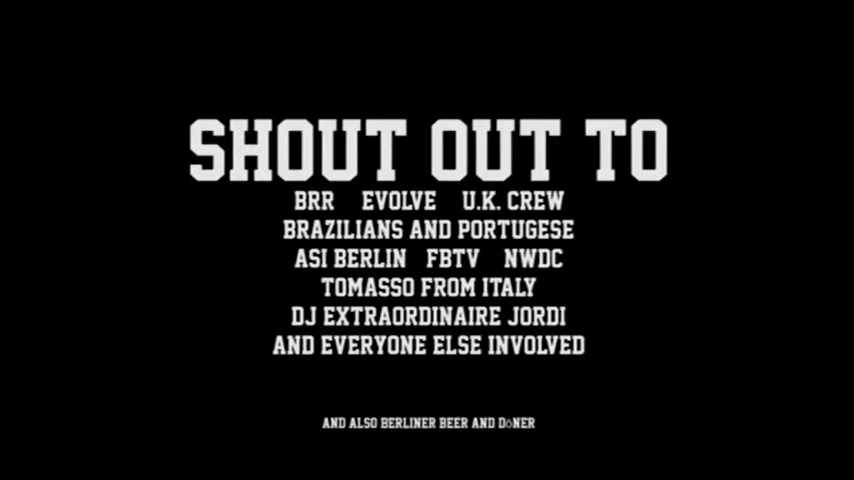 SHOUT OUT TO
BRR EVOLVE U.K. CREW
BRAZILIANS AND PORTUGESE
ASI BERLIN FBTV NWDC
TOMASSO FROM ITALY
DJ EXTRAORDINAIRE JORDI
AND EVERYONE ELSE INVOLVED
AND ALSO BERLINER BEER AND DöNER